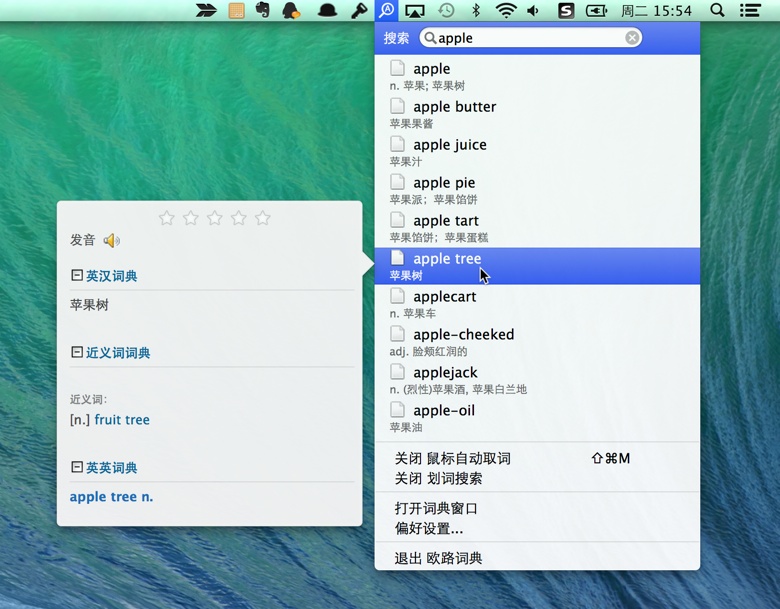 周二 15:54
搜索 apple
apple
n. 苹果; 苹果树
apple butter
苹果果酱
apple juice
苹果汁
apple pie
苹果派；苹果馅饼
apple tart
苹果馅饼；苹果蛋糕
apple tree
苹果树
applecart
n. 苹果车
apple-cheeked
adj. 脸颊红润的
applejack
n. (烈性)苹果酒, 苹果白兰地
apple-oil
苹果油
关闭 鼠标自动取词 ⇧⌘M
关闭 划词搜索
打开词典窗口
偏好设置...
退出 欧路词典
发音
英汉词典
苹果树
近义词词典
近义词:
[n.] fruit tree
英英词典
apple tree n.